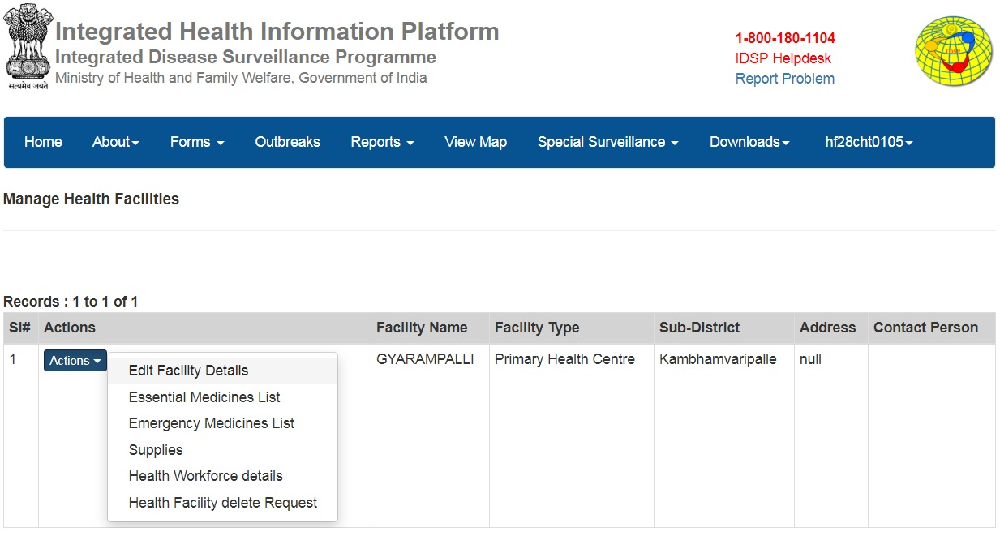 Integrated Health Information Platform
Integrated Disease Surveillance Programme
Ministry of Health and Family Welfare, Government of India
सत्यमेव जयते
1-800-180-1104
IDSP Helpdesk
Report Problem
IDSP
Home About Forms Outbreaks Reports View Map Special Surveillance Downloads hf28cht0105
Manage Health Facilities
Records : 1 to 1 of 1
Sl# Actions Facility Name Facility Type Sub-District Address Contact Person
1 Actions GYARAMPALLI Primary Health Centre Kambhamvaripalle null
Edit Facility Details
Essential Medicines List
Emergency Medicines List
Supplies
Health Workforce details
Health Facility delete Request